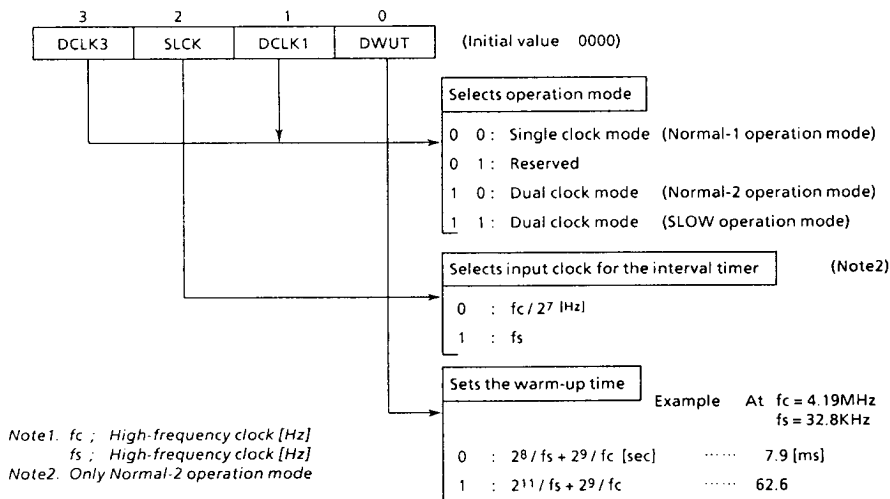 3 2 1 0
DCLK3 SLCK DCLK1 DWUT (Initial value 0000)
Selects operation mode
0 0 : Single clock mode (Normal-1 operation mode)
0 1 : Reserved
1 0 : Dual clock mode (Normal-2 operation mode)
1 1 : Dual clock mode (SLOW operation mode)
Selects input clock for the interval timer (Note2)
0 : fc / 2⁷ [Hz]
1 : fs
Sets the warm-up time
Example At fc = 4.19MHz
fs = 32.8KHz
0 : 2⁸ / fs + 2⁹ / fc [sec] ······ 7.9 [ms]
1 : 2¹¹ / fs + 2⁹ / fc ······ 62.6
Note1. fc ; High-frequency clock [Hz]
fs ; High-frequency clock [Hz]
Note2. Only Normal-2 operation mode